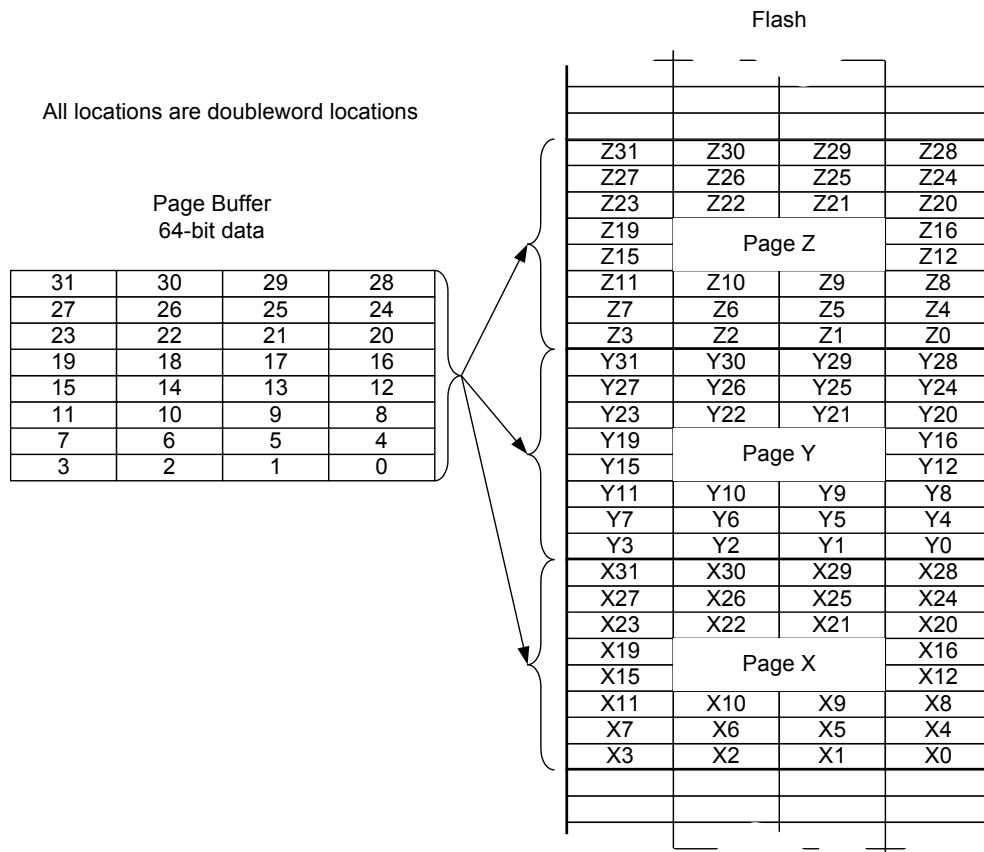 Flash
All locations are doubleword locations
Page Buffer
64-bit data
31 30 29 28
27 26 25 24
23 22 21 20
19 18 17 16
15 14 13 12
11 10 9 8
7 6 5 4
3 2 1 0
Z31 Z30 Z29 Z28
Z27 Z26 Z25 Z24
Z23 Z22 Z21 Z20
Z19 Z16
Page Z
Z15 Z12
Z11 Z10 Z9 Z8
Z7 Z6 Z5 Z4
Z3 Z2 Z1 Z0
Y31 Y30 Y29 Y28
Y27 Y26 Y25 Y24
Y23 Y22 Y21 Y20
Y19 Y16
Page Y
Y15 Y12
Y11 Y10 Y9 Y8
Y7 Y6 Y5 Y4
Y3 Y2 Y1 Y0
X31 X30 X29 X28
X27 X26 X25 X24
X23 X22 X21 X20
X19 X16
Page X
X15 X12
X11 X10 X9 X8
X7 X6 X5 X4
X3 X2 X1 X0